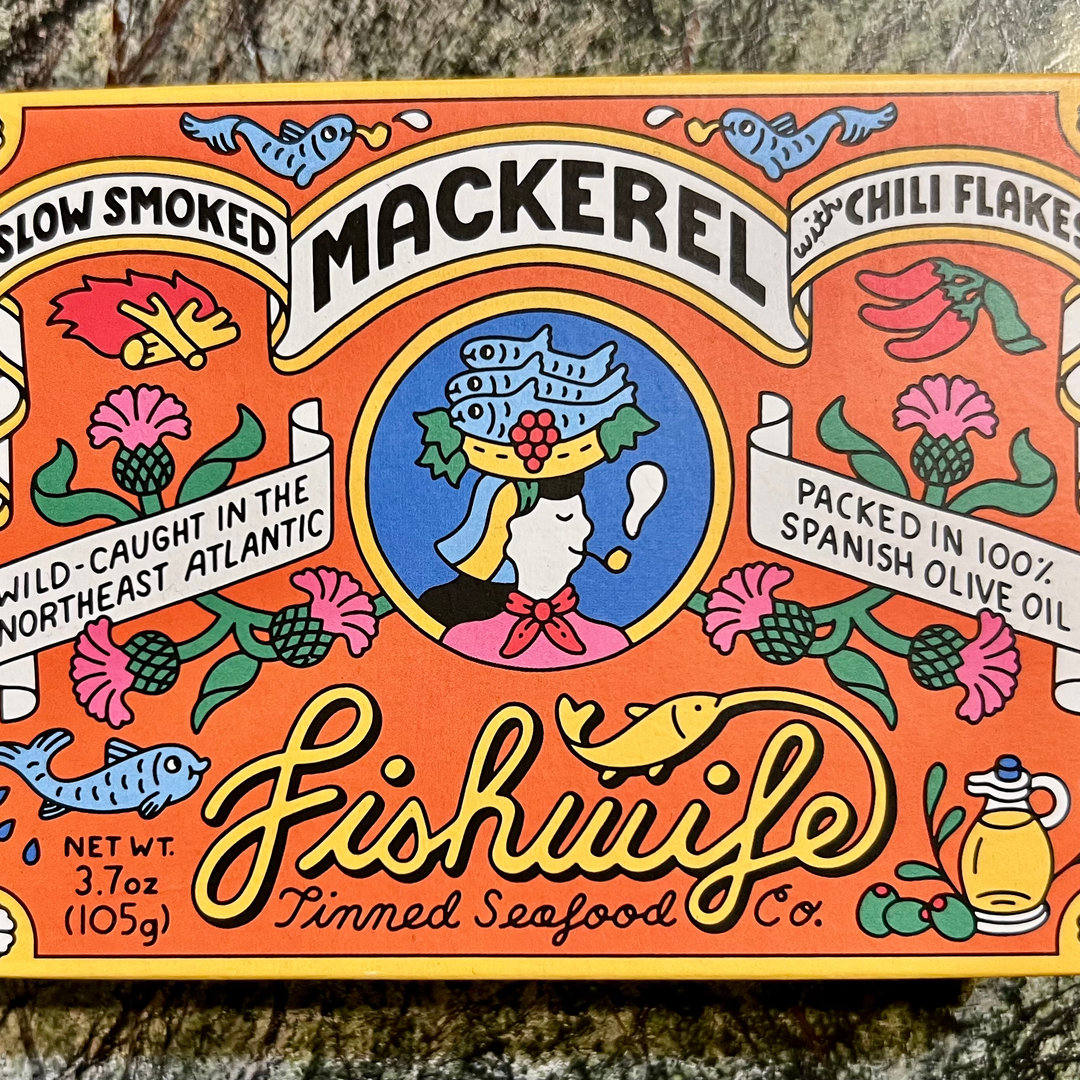 SLOW SMOKED
MACKEREL
with CHILI FLAKES
WILD-CAUGHT IN THE
NORTHEAST ATLANTIC
PACKED IN 100%
SPANISH OLIVE OIL
Fishwife
Tinned Seafood Co.
NET WT.
3.7oz
(105g)